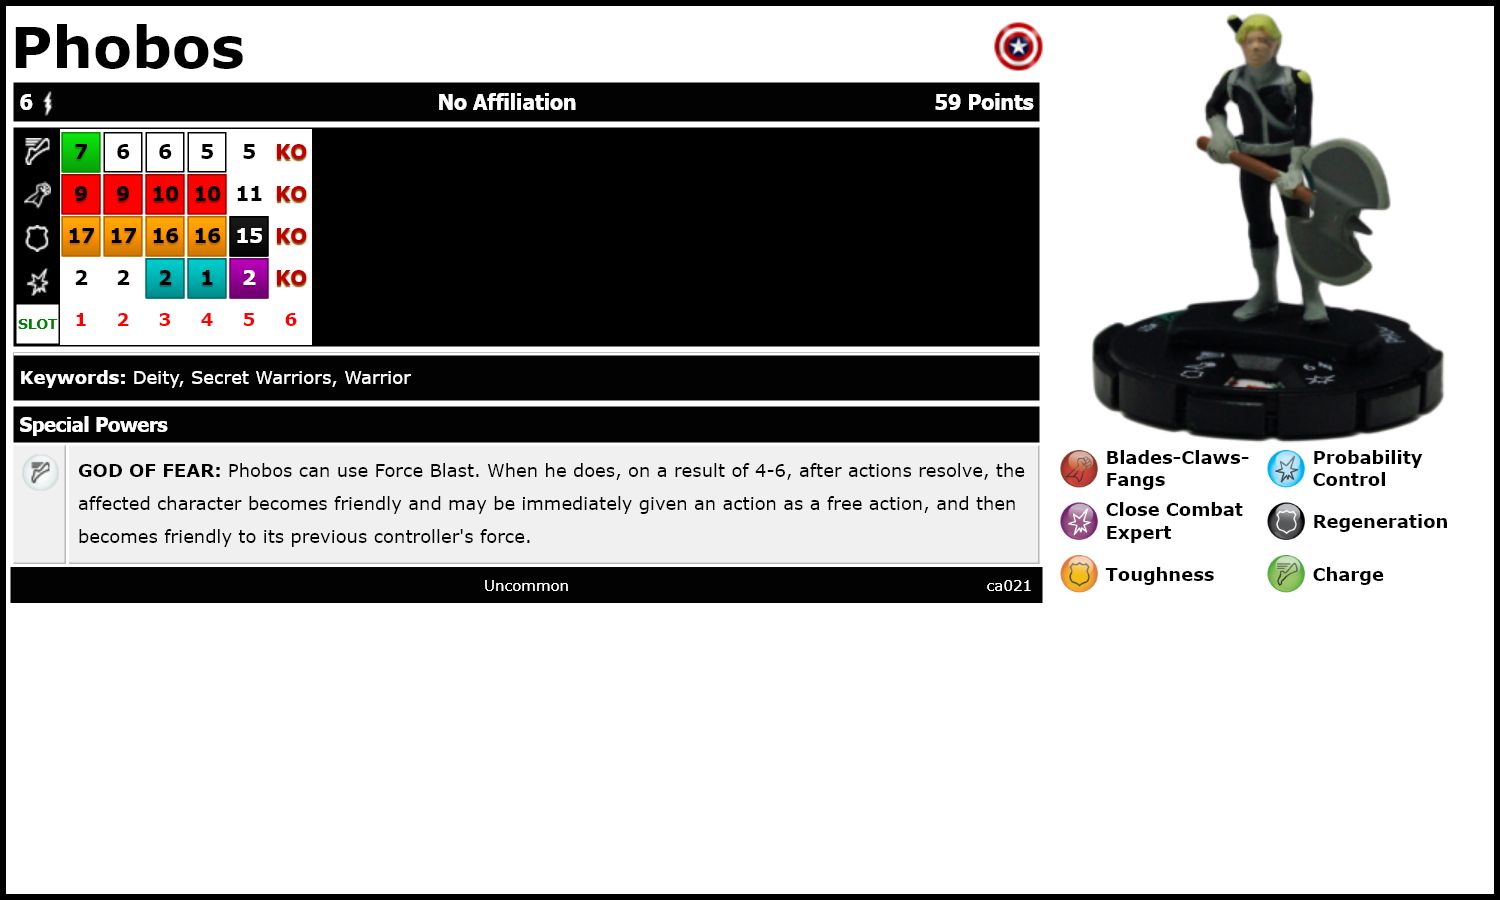 Phobos
6 No Affiliation 59 Points
7 6 6 5 5 KO
9 9 10 10 11 KO
17 17 16 16 15 KO
2 2 2 1 2 KO
SLOT 1 2 3 4 5 6
Keywords: Deity, Secret Warriors, Warrior
Special Powers
GOD OF FEAR: Phobos can use Force Blast. When he does, on a result of 4-6, after actions resolve, the
affected character becomes friendly and may be immediately given an action as a free action, and then
becomes friendly to its previous controller's force.
Uncommon ca021
Blades-Claws-
Fangs
Probability
Control
Close Combat
Expert
Regeneration
Toughness
Charge